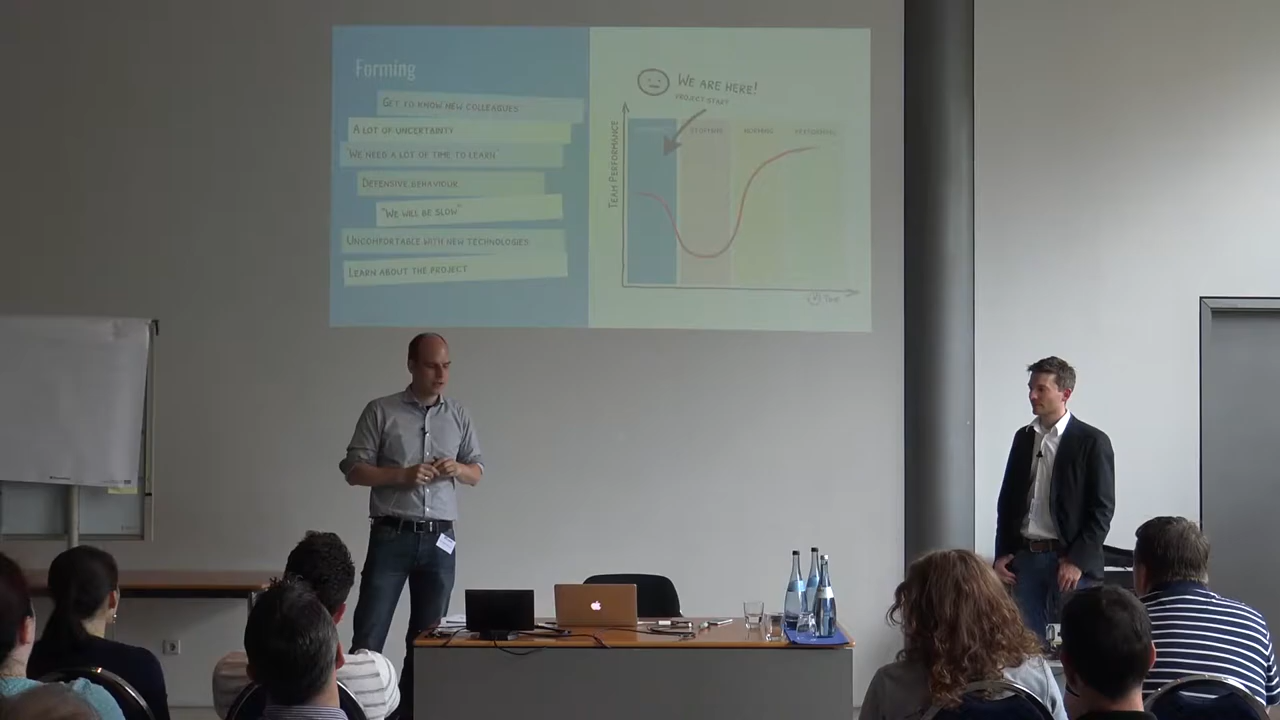 Forming
GET TO KNOW NEW COLLEAGUES
A LOT OF UNCERTAINTY
WE NEED A LOT OF TIME TO LEARN
DEFENSIVE BEHAVIOUR
"WE WILL BE SLOW"
UNCOMFORTABLE WITH NEW TECHNOLOGIES
LEARN ABOUT THE PROJECT
WE ARE HERE!
PROJECT START
TEAM PERFORMANCE
STORMING
NORMING
PERFORMING
TIME